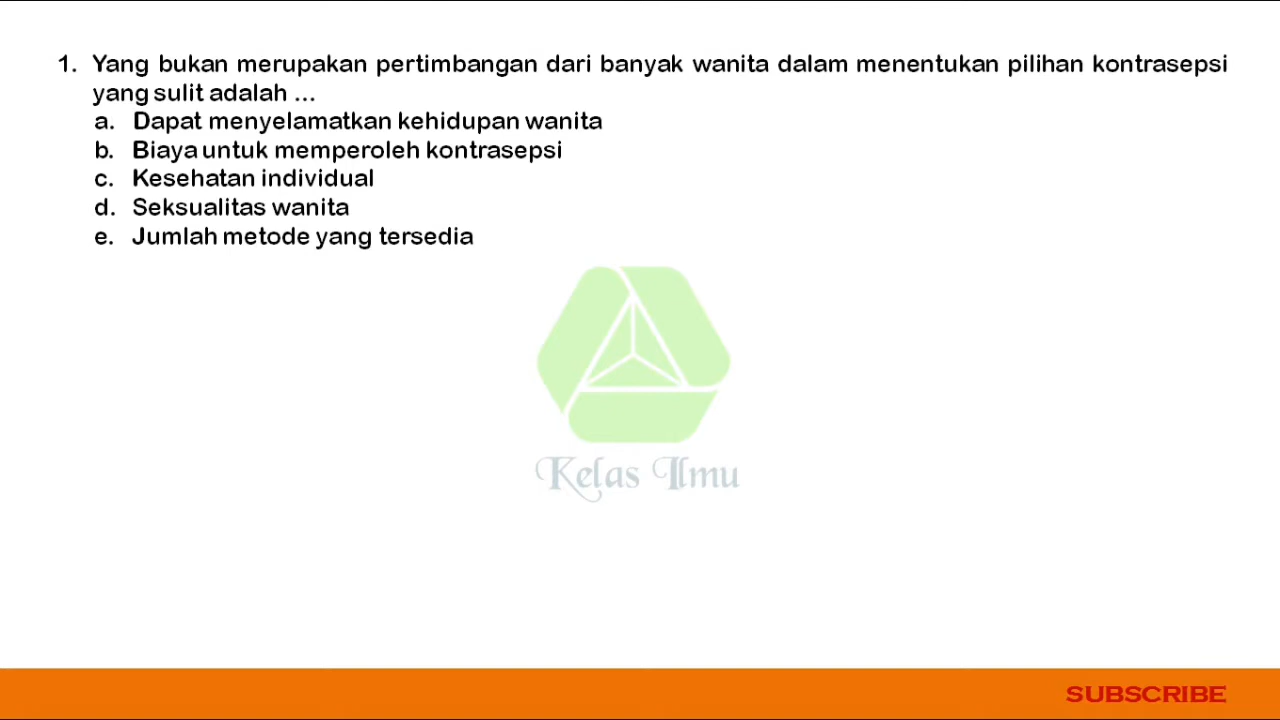 1. Yang bukan merupakan pertimbangan dari banyak wanita dalam menentukan pilihan kontrasepsi
yang sulit adalah ...
a. Dapat menyelamatkan kehidupan wanita
b. Biaya untuk memperoleh kontrasepsi
c. Kesehatan individual
d. Seksualitas wanita
e. Jumlah metode yang tersedia
Kelas Ilmu
SUBSCRIBE